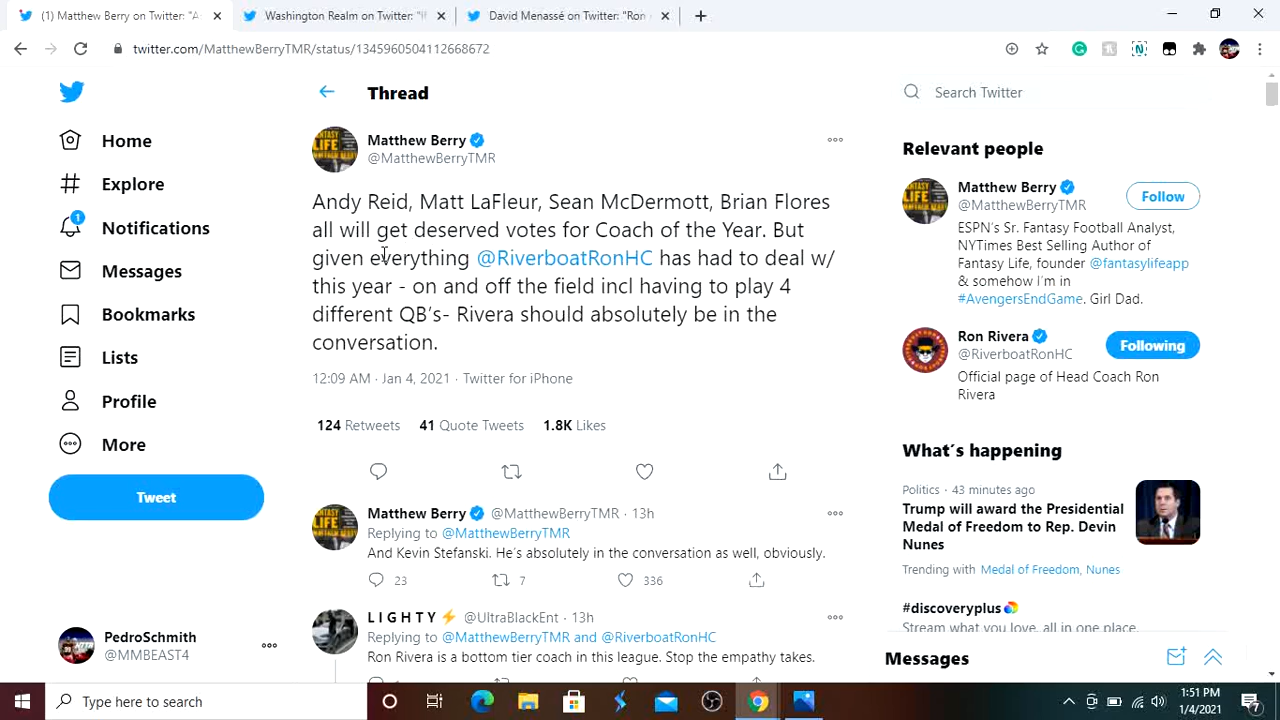 (1) Matthew Berry on Twitter: "A
Washington Realm on Twitter: "
David Menassé on Twitter: "Ron
twitter.com/MatthewBerryTMR/status/1345960504112668672
Home
Explore
1
Notifications
Messages
Bookmarks
Lists
Profile
More
Tweet
PedroSchmith
@MMBEAST4
Thread
Matthew Berry
@MatthewBerryTMR
Andy Reid, Matt LaFleur, Sean McDermott, Brian Flores
all will get deserved votes for Coach of the Year. But
given everything @RiverboatRonHC has had to deal w/
this year - on and off the field incl having to play 4
different QB's- Rivera should absolutely be in the
conversation.
12:09 AM · Jan 4, 2021 · Twitter for iPhone
124 Retweets 41 Quote Tweets 1.8K Likes
Matthew Berry @MatthewBerryTMR · 13h
Replying to @MatthewBerryTMR
And Kevin Stefanski. He's absolutely in the conversation as well, obviously.
23 7 336
L I G H T Y @UltraBlackEnt · 13h
Replying to @MatthewBerryTMR and @RiverboatRonHC
Ron Rivera is a bottom tier coach in this league. Stop the empathy takes.
Search Twitter
Relevant people
Matthew Berry
@MatthewBerryTMR
Follow
ESPN's Sr. Fantasy Football Analyst,
NYTimes Best Selling Author of
Fantasy Life, founder @fantasylifeapp
& somehow i'm in
#AvengersEndGame. Girl Dad.
Ron Rivera
@RiverboatRonHC
Following
Official page of Head Coach Ron
Rivera
What's happening
Politics · 43 minutes ago
Trump will award the Presidential
Medal of Freedom to Rep. Devin
Nunes
Trending with Medal of Freedom, Nunes
#discoveryplus
Stream what you love, all in one place.
Messages
Type here to search
1:51 PM
1/4/2021
7